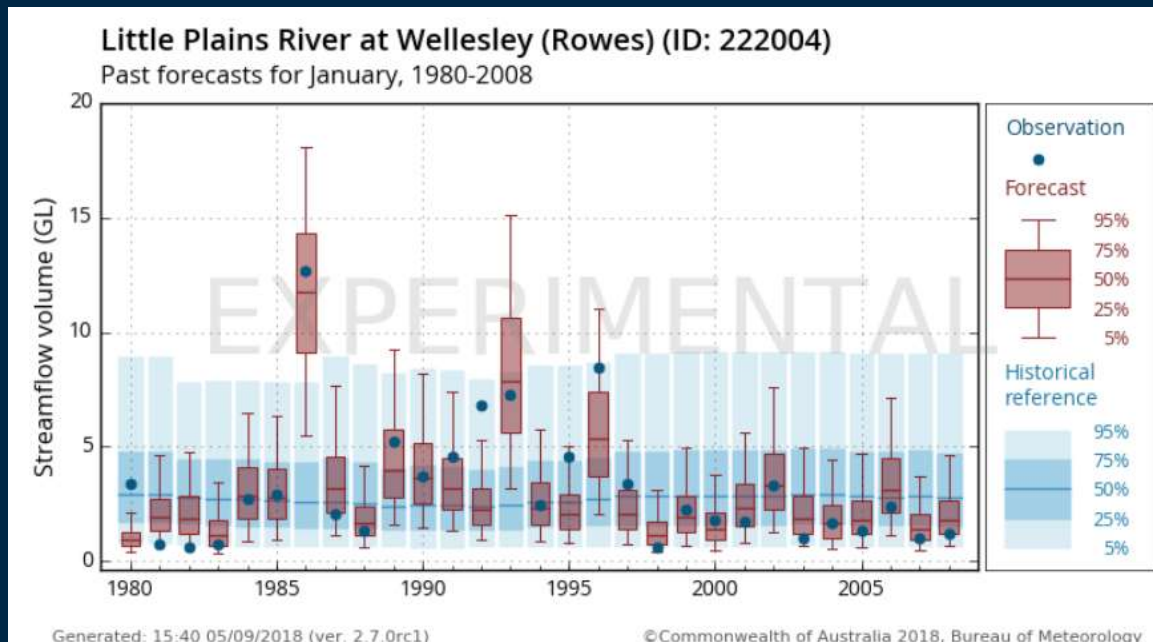 Little Plains River at Wellesley (Rowes) (ID: 222004)
Past forecasts for January, 1980-2008
Streamflow volume (GL)
20
15
10
5
0
1980
1985
1990
1995
2000
2005
EXPERIMENTAL
Observation
Forecast
95%
75%
50%
25%
5%
Historical
reference
95%
75%
50%
25%
5%
Generated: 15:40 05/09/2018 (ver. 2.7.0rc1)
©Commonwealth of Australia 2018, Bureau of Meteorology